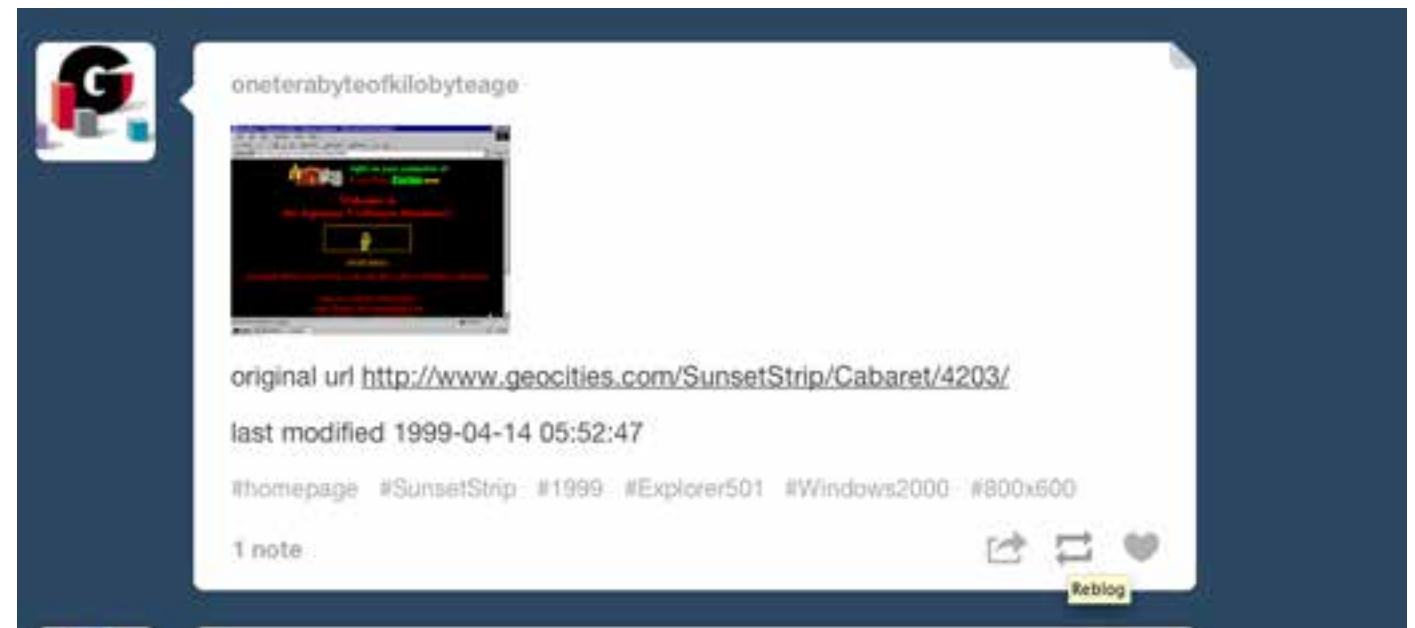 G
oneterabyteofkilobyteage
original url http://www.geocities.com/SunsetStrip/Cabaret/4203/
last modified 1999-04-14 05:52:47
#homepage #SunsetStrip #1999 #Explorer501 #Windows2000 #800x600
1 note
Reblog